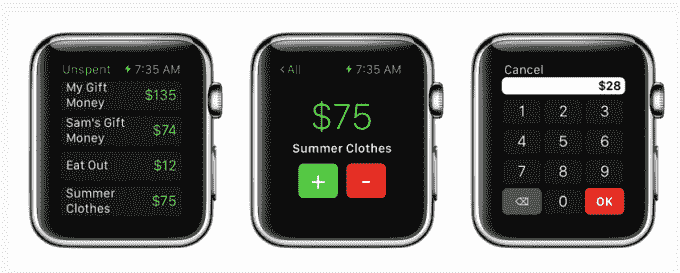 Unspent 7:35 AM
My Gift
Money $135
Sam's Gift
Money $74
Eat Out $12
Summer
Clothes $75
< All 7:35 AM
$75
Summer Clothes
+ -
Cancel
$28
1 2 3
4 5 6
7 8 9
0 OK